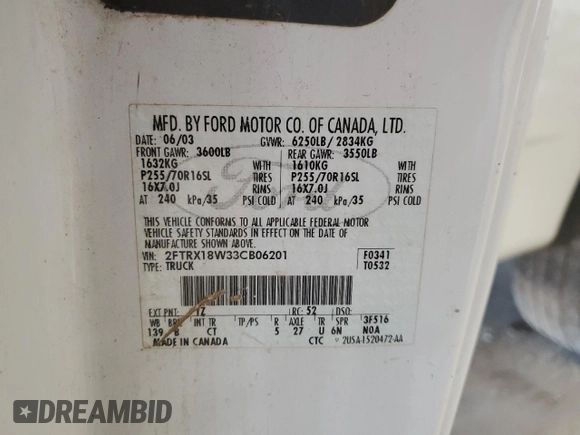 MFD. BY FORD MOTOR CO. OF CANADA, LTD.
DATE: 06/03 GVWR: 6250LB/ 2834KG
FRONT GAWR: 3600LB REAR GAWR: 3550LB
1632KG WITH 1610KG WITH
P255/70R16SL TIRES P255/70R16SL TIRES
16X7.0J RIMS 16X7.0J RIMS
AT 240 kPa/35 PSI COLD AT 240 kPa/35 PSI COLD
THIS VEHICLE CONFORMS TO ALL APPLICABLE FEDERAL MOTOR
VEHICLE SAFETY STANDARDS IN EFFECT ON THE DATE OF
MANUFACTURE SHOWN ABOVE.
VIN: 2FTRX18W33CB06201 F0341
TYPE: TRUCK T0532
EXT PNT: YZ RC: 52 DSO:
WB BRK INT TR TP/PS R AXLE TR SPR 3F516
139 B CT 5 27 U 6N NOA
MADE IN CANADA CTC 2U5A-1520472-AA
Ford
DREAMBID